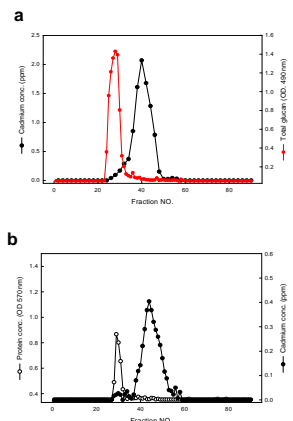 a
2.5
2.0
1.5
1.0
0.5
0.0
Cadmium conc. (ppm)
1.6
1.4
1.2
1.0
0.8
0.6
0.4
0.2
Total glucan (OD. 490nm)
0 20 40 60 80
Fraction NO.
b
1.4
1.2
1.0
0.8
0.6
0.4
Protein conc. (OD 570nm)
0.6
0.5
0.4
0.3
0.2
0.1
0.0
Cadmium conc. (ppm)
0 20 40 60 80
Fraction NO.